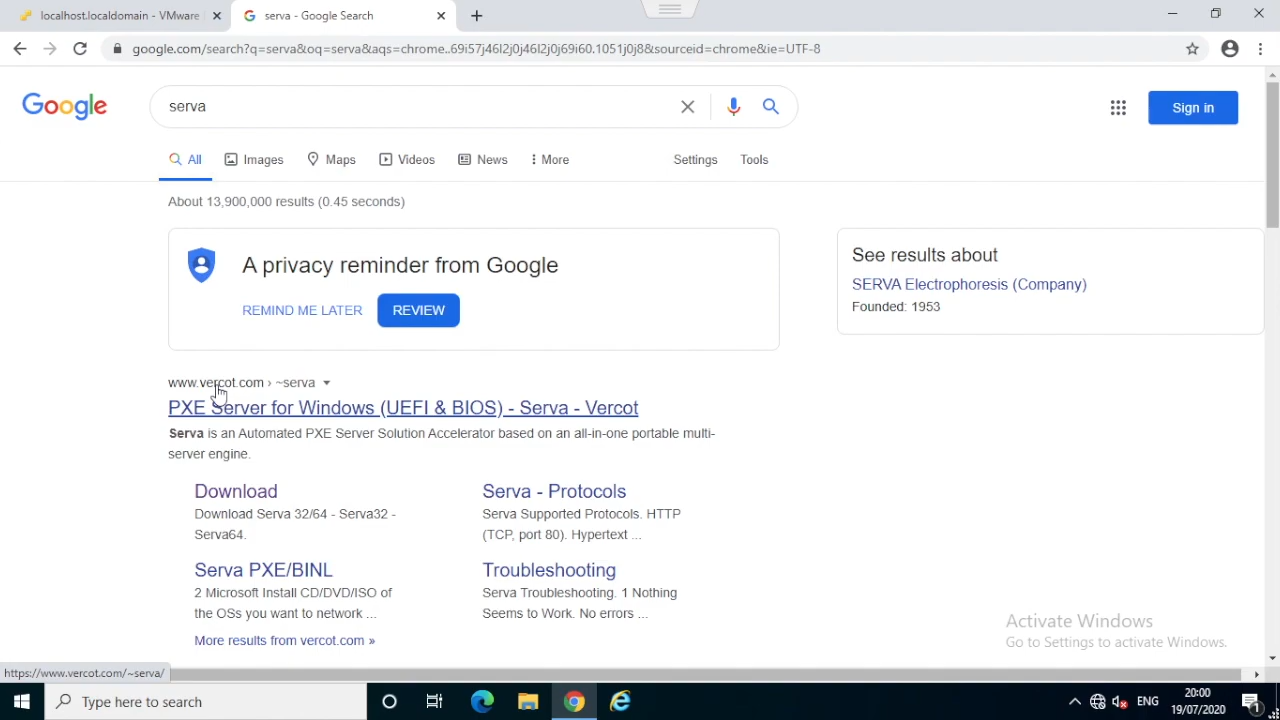 localhost.localdomain - VMware
serva - Google Search
google.com/search?q=serva&oq=serva&aqs=chrome..69i57j46l2j0j46l2j0j69i60.1051j0j8&sourceid=chrome&ie=UTF-8
Google
serva
Sign in
All
Images
Maps
Videos
News
More
Settings
Tools
About 13,900,000 results (0.45 seconds)
A privacy reminder from Google
REMIND ME LATER
REVIEW
See results about
SERVA Electrophoresis (Company)
Founded: 1953
www.vercot.com › ~serva
PXE Server for Windows (UEFI & BIOS) - Serva - Vercot
Serva is an Automated PXE Server Solution Accelerator based on an all-in-one portable multi-
server engine.
Download
Download Serva 32/64 - Serva32 -
Serva64.
Serva - Protocols
Serva Supported Protocols. HTTP
(TCP, port 80). Hypertext ...
Serva PXE/BINL
2 Microsoft Install CD/DVD/ISO of
the OSs you want to network ...
Troubleshooting
Serva Troubleshooting. 1 Nothing
Seems to Work. No errors ...
More results from vercot.com »
Activate Windows
Go to Settings to activate Windows.
https://www.vercot.com/~serva/
Type here to search
ENG
20:00
19/07/2020
1